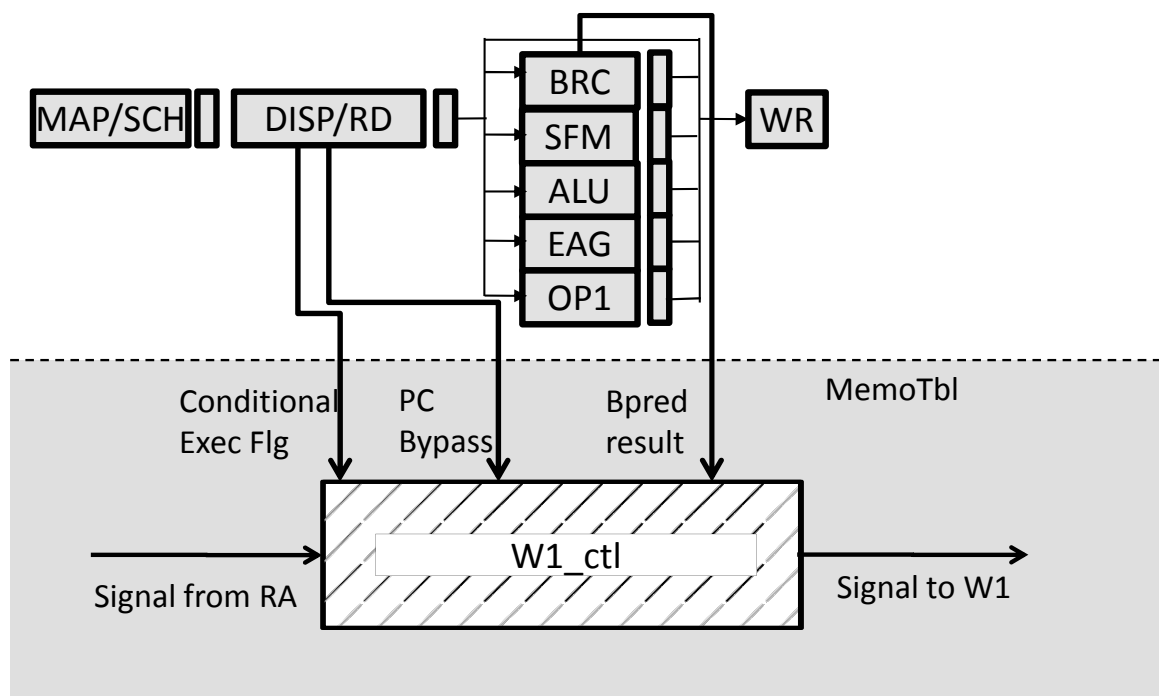 BRC
MAP/SCH
DISP/RD
WR
SFM
ALU
EAG
OP1
MemoTbl
Conditional
Exec Flg
PC
Bypass
Bpred
result
W1_ctl
Signal from RA
Signal to W1